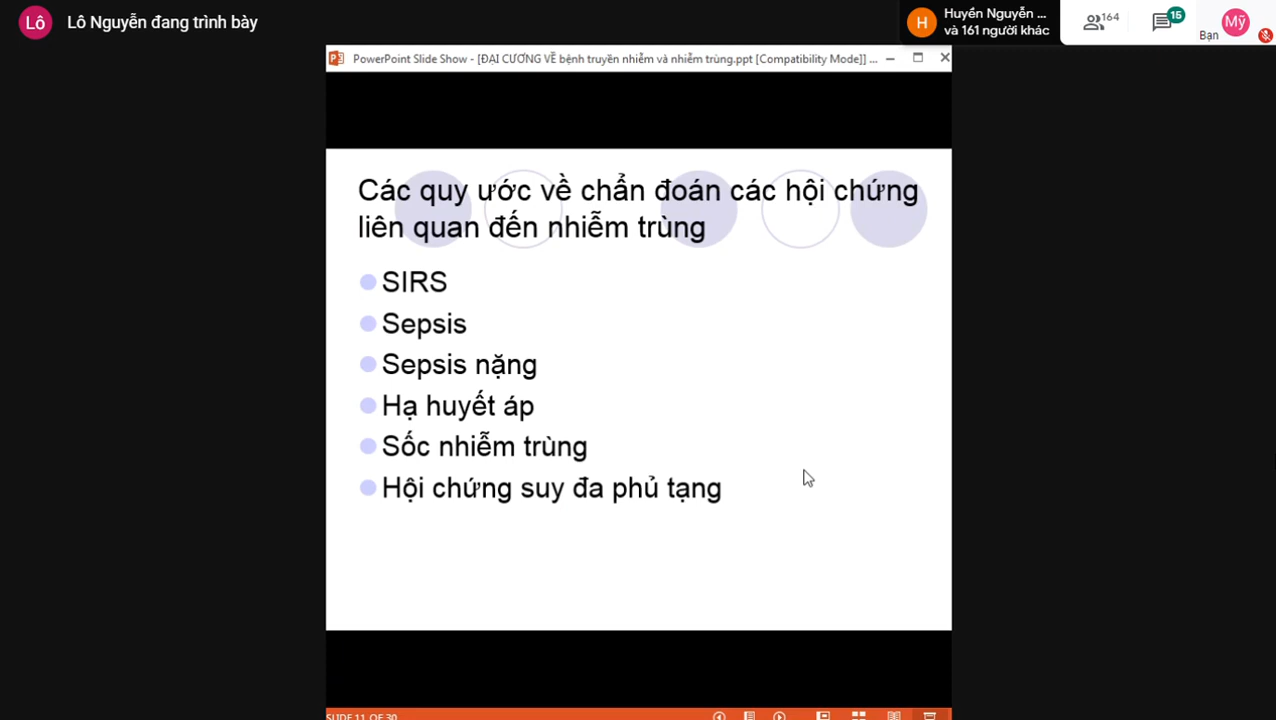 Lô
Lô Nguyễn đang trình bày
H
Huyền Nguyễn ...
và 161 người khác
164
15
Mỹ
Bạn
PowerPoint Slide Show - [ĐẠI CƯƠNG VỀ bệnh truyền nhiễm và nhiễm trùng.ppt [Compatibility Mode]] ...
Các quy ước về chẩn đoán các hội chứng
liên quan đến nhiễm trùng
SIRS
Sepsis
Sepsis nặng
Hạ huyết áp
Sốc nhiễm trùng
Hội chứng suy đa phủ tạng
SLIDE 11 OF 30